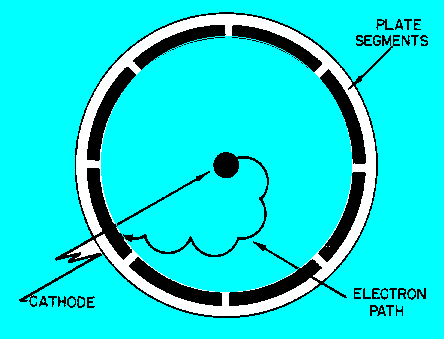 PLATE
SEGMENTS
CATHODE
ELECTRON
PATH